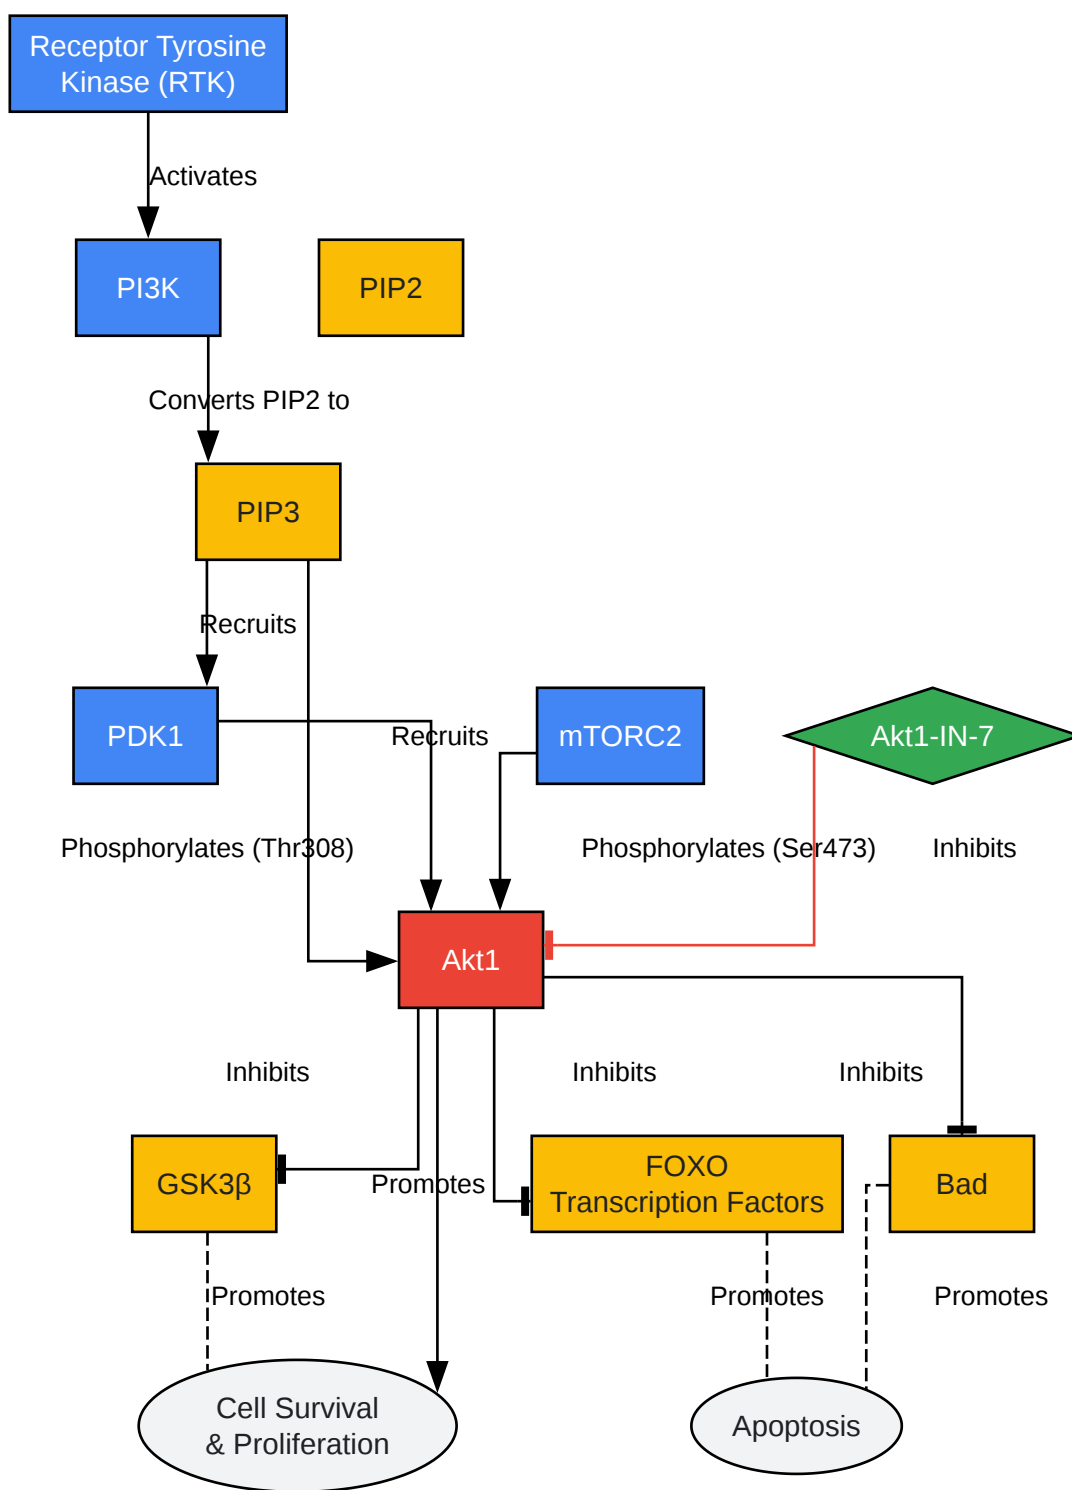 Receptor Tyrosine
Kinase (RTK)
Activates
PI3K
PIP2
Converts PIP2 to
PIP3
Recruits
PDK1
Recruits
mTORC2
Akt1-IN-7
Phosphorylates (Thr308)
Phosphorylates (Ser473)
Inhibits
Akt1
Inhibits
Inhibits
Inhibits
GSK3β
Promotes
FOXO
Transcription Factors
Bad
Promotes
Promotes
Promotes
Cell Survival
& Proliferation
Apoptosis